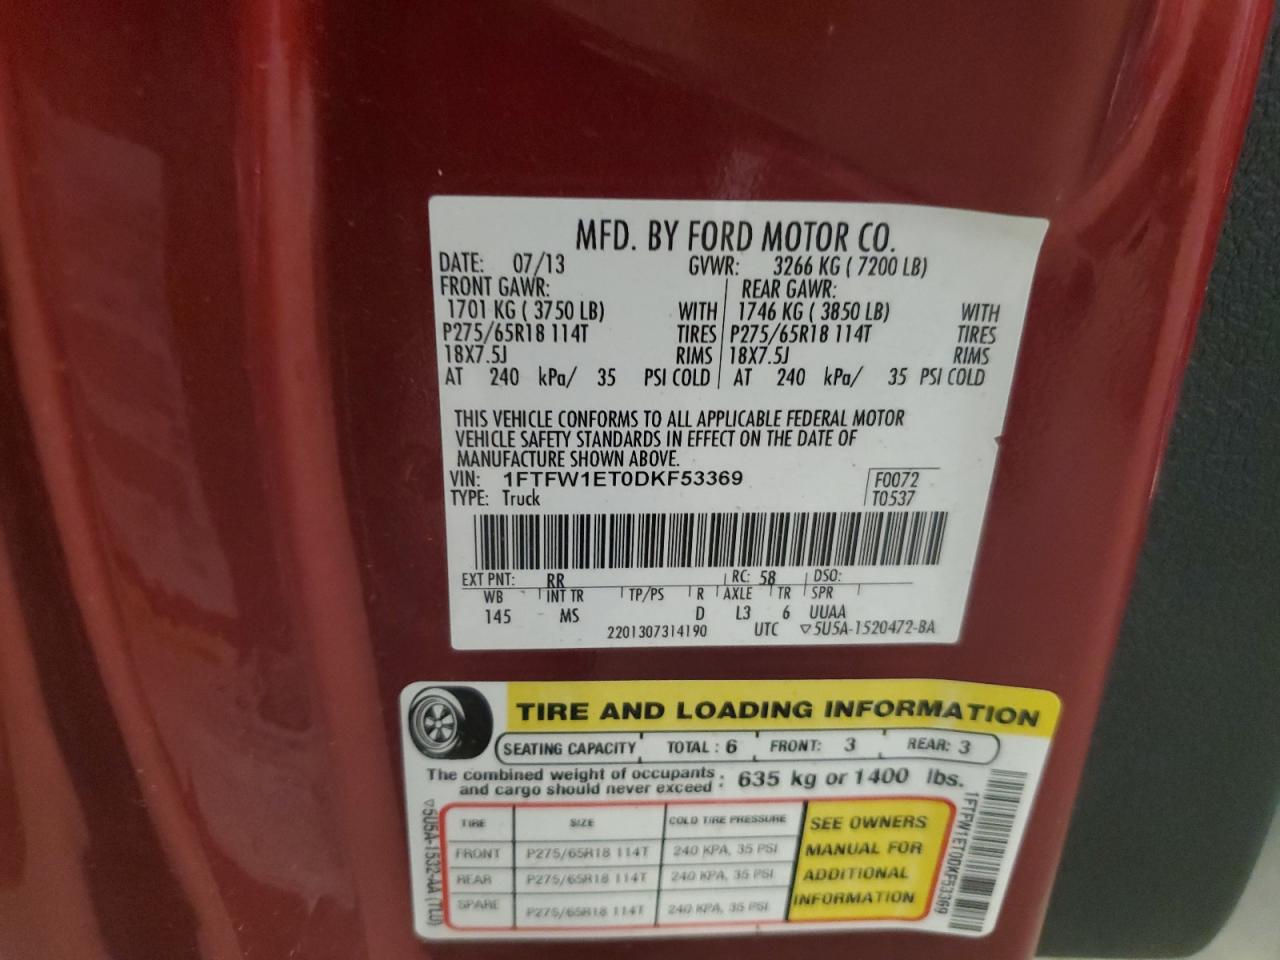 MFD. BY FORD MOTOR CO.
DATE: 07/13 GVWR: 3266 KG ( 7200 LB)
FRONT GAWR: REAR GAWR:
1701 KG ( 3750 LB) WITH 1746 KG ( 3850 LB) WITH
P275/65R18 114T TIRES P275/65R18 114T TIRES
18X7.5J RIMS 18X7.5J RIMS
AT 240 kPa/ 35 PSI COLD AT 240 kPa/ 35 PSI COLD
THIS VEHICLE CONFORMS TO ALL APPLICABLE FEDERAL MOTOR
VEHICLE SAFETY STANDARDS IN EFFECT ON THE DATE OF
MANUFACTURE SHOWN ABOVE.
VIN: 1FTFW1ET0DKF53369 F0072
TYPE: Truck T0537
EXT PNT: RR RC: 58 DSO:
WB INT TR TP/PS R AXLE TR SPR
145 MS D L3 6 UUAA
2201307314190 UTC ▽5U5A-1520472-BA
TIRE AND LOADING INFORMATION
SEATING CAPACITY TOTAL : 6 FRONT: 3 REAR: 3
The combined weight of occupants and cargo should never exceed : 635 kg or 1400 lbs.
TIRE SIZE COLD TIRE PRESSURE
FRONT P275/65R18 114T 240 KPA, 35 PSI
REAR P275/65R18 114T 240 KPA, 35 PSI
SPARE P275/65R18 114T 240 KPA, 35 PSI
SEE OWNERS
MANUAL FOR
ADDITIONAL
INFORMATION
▽5U5A-1532-AA (TLU)
1FTFW1ET0DKF53369